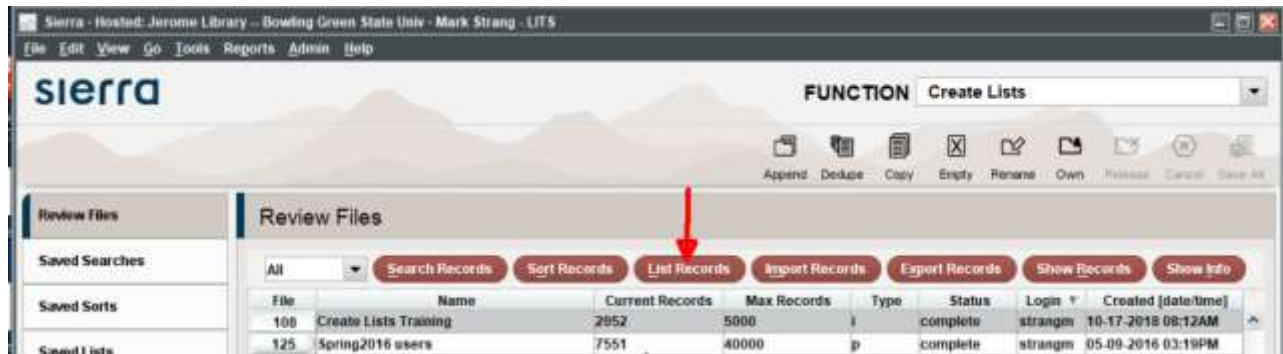 Sierra - Hosted: Jerome Library -- Bowling Green State Univ - Mark Strang - LITS
File Edit View Go Tools Reports Admin Help
sierra
FUNCTION Create Lists
Append Dedupe Copy Empty Rename Own Release Cancel Save All
Review Files
Review Files
Saved Searches
All Search Records Sort Records List Records Import Records Export Records Show Records Show Info
Saved Sorts
File Name Current Records Max Records Type Status Login Created [date/time]
108 Create Lists Training 2952 5000 i complete strangm 10-17-2018 08:12AM
Saved Lists
125 Spring2016 users 7551 40000 p complete strangm 05-09-2016 03:19PM